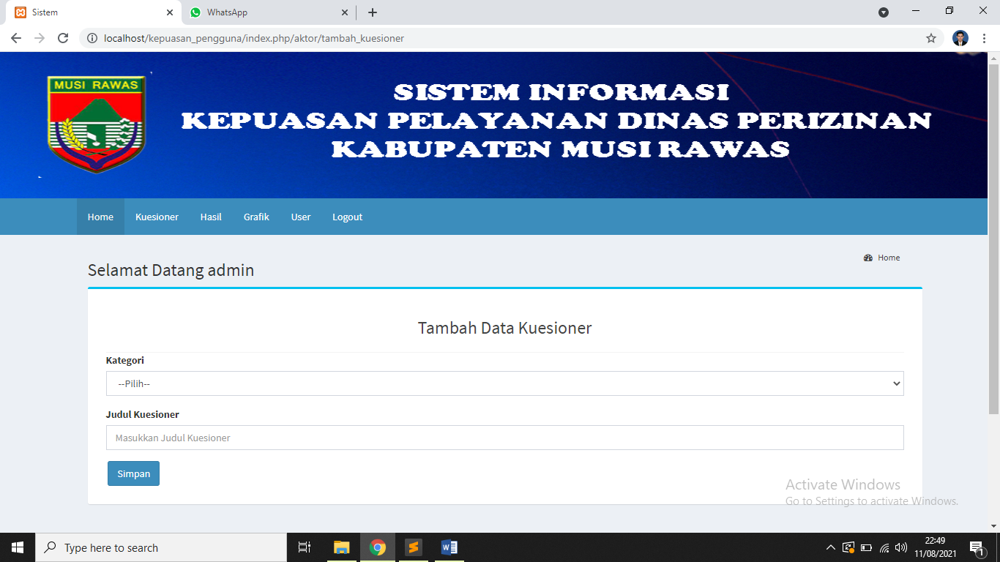 Sistem
WhatsApp
localhost/kepuasan_pengguna/index.php/aktor/tambah_kuesioner
MUSI RAWAS
SISTEM INFORMASI
KEPUASAN PELAYANAN DINAS PERIZINAN
KABUPATEN MUSI RAWAS
Home Kuesioner Hasil Grafik User Logout
Home
Selamat Datang admin
Tambah Data Kuesioner
Kategori
--Pilih--
Judul Kuesioner
Masukkan Judul Kuesioner
Simpan
Activate Windows
Go to Settings to activate Windows.
Type here to search
22:49
11/08/2021
1